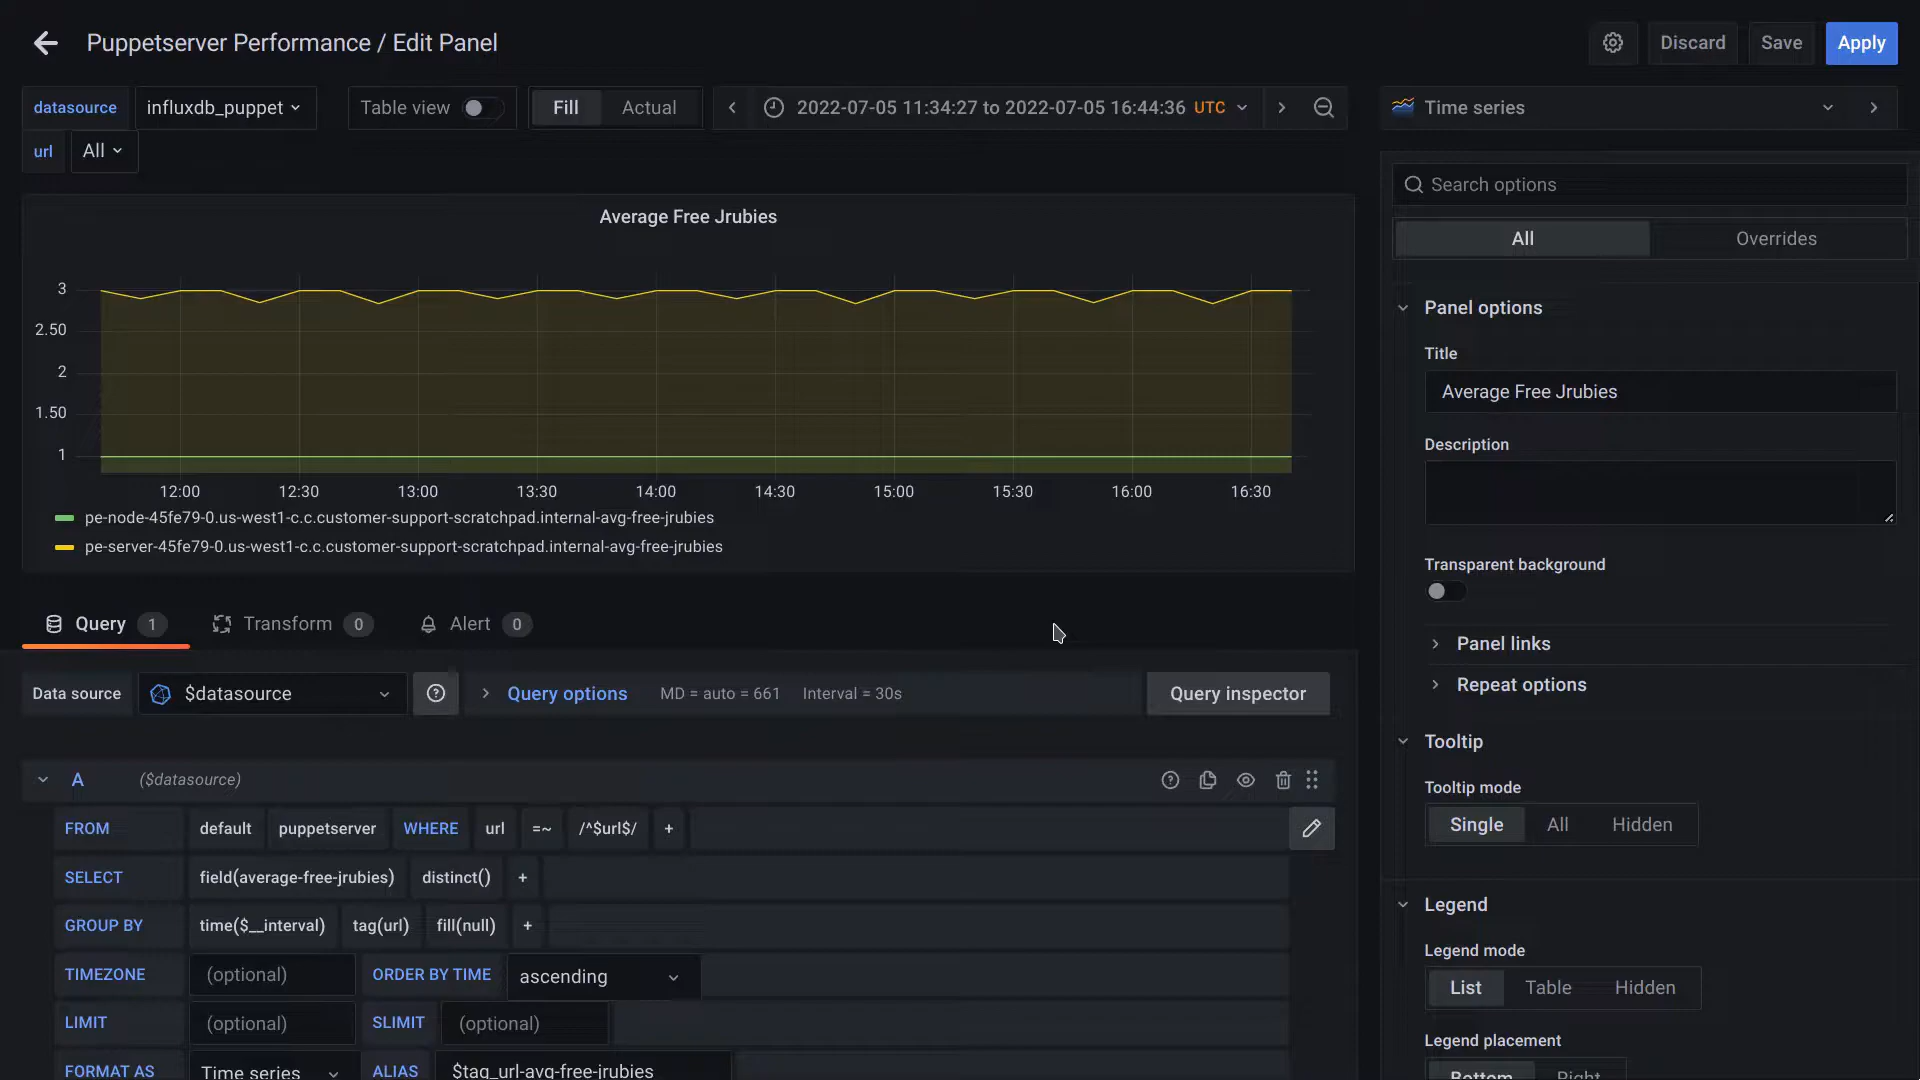 Puppetserver Performance / Edit Panel
Discard
Save
Apply
datasource
influxdb_puppet
Table view
Fill
Actual
2022-07-05 11:34:27 to 2022-07-05 16:44:36 UTC
Time series
url
All
Search options
All
Overrides
Average Free Jrubies
3
2.50
2
1.50
1
12:00
12:30
13:00
13:30
14:00
14:30
15:00
15:30
16:00
16:30
pe-node-45fe79-0.us-west1-c.c.customer-support-scratchpad.internal-avg-free-jrubies
pe-server-45fe79-0.us-west1-c.c.customer-support-scratchpad.internal-avg-free-jrubies
Panel options
Title
Average Free Jrubies
Description
Transparent background
Panel links
Repeat options
Tooltip
Tooltip mode
Single
All
Hidden
Legend
Legend mode
List
Table
Hidden
Legend placement
Bottom
Right
Query 1
Transform 0
Alert 0
Data source
$datasource
Query options
MD = auto = 661
Interval = 30s
Query inspector
A
($datasource)
FROM default puppetserver WHERE url =~ /^$url$/ +
SELECT field(average-free-jrubies) distinct() +
GROUP BY time($__interval) tag(url) fill(null) +
TIMEZONE (optional) ORDER BY TIME ascending
LIMIT (optional) SLIMIT (optional)
FORMAT AS Time series ALIAS $tag_url-avg-free-jrubies